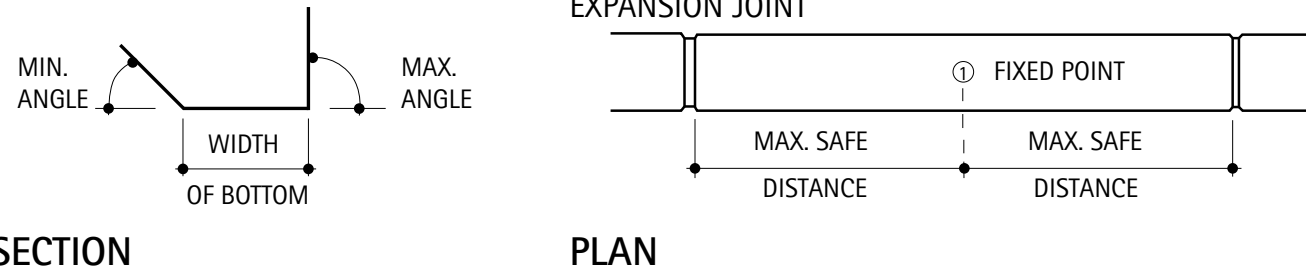 EXPANSION JOINT
MIN.
ANGLE
MAX.
ANGLE
WIDTH
OF BOTTOM
① FIXED POINT
MAX. SAFE
DISTANCE
MAX. SAFE
DISTANCE
SECTION
PLAN